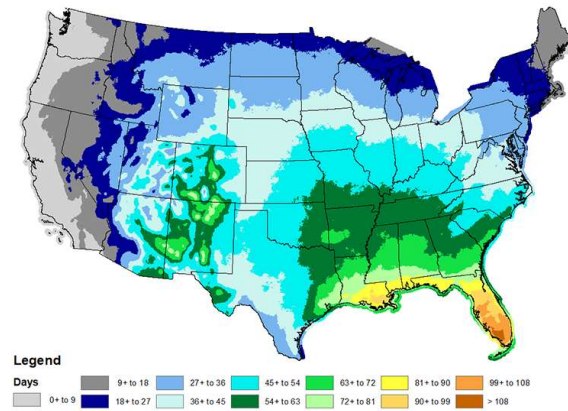 Legend
Days
0+ to 9
9+ to 18
27+ to 36
45+ to 54
63+ to 72
81+ to 90
99+ to 108
18+ to 27
36+ to 45
54+ to 63
72+ to 81
90+ to 99
> 108